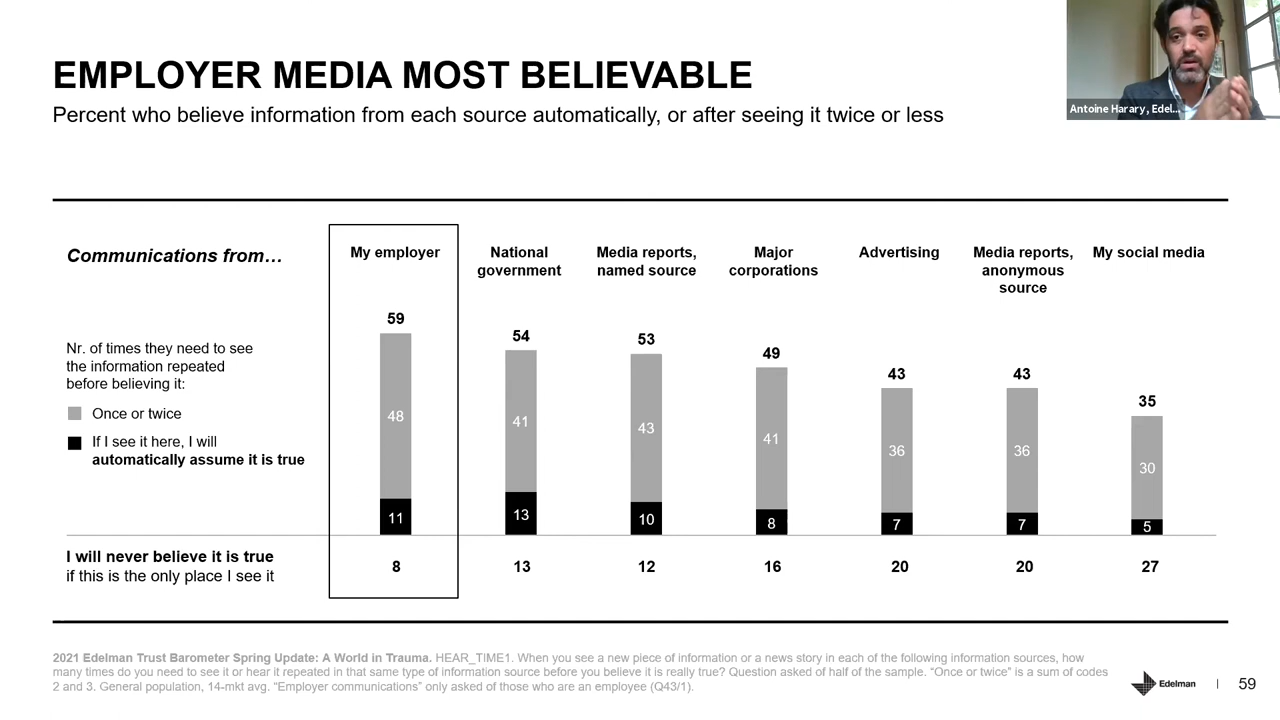 EMPLOYER MEDIA MOST BELIEVABLE
Percent who believe information from each source automatically, or after seeing it twice or less
Antoine Harary, Edel...
Communications from…
My employer
National
government
Media reports,
named source
Major
corporations
Advertising
Media reports,
anonymous
source
My social media
Nr. of times they need to see
the information repeated
before believing it:
Once or twice
If I see it here, I will
automatically assume it is true
59
48
11
54
41
13
53
43
10
49
41
8
43
36
7
43
36
7
35
30
5
I will never believe it is true
if this is the only place I see it
8
13
12
16
20
20
27
2021 Edelman Trust Barometer Spring Update: A World in Trauma. HEAR_TIME1. When you see a new piece of information or a news story in each of the following information sources, how
many times do you need to see it or hear it repeated in that same type of information source before you believe it is really true? Question asked of half of the sample. “Once or twice” is a sum of codes
2 and 3. General population, 14-mkt avg. “Employer communications” only asked of those who are an employee (Q43/1).
Edelman
59